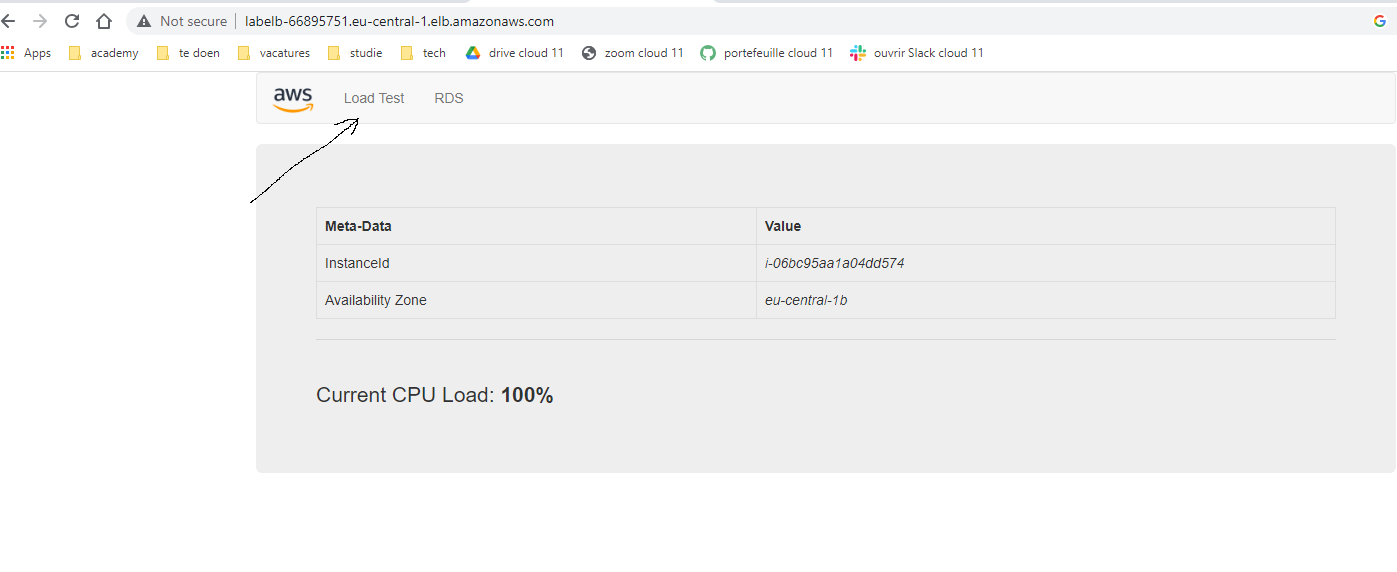 Not secure labelb-66895751.eu-central-1.elb.amazonaws.com
Apps academy te doen vacatures studie tech drive cloud 11 zoom cloud 11 portefeuille cloud 11 ouvrir Slack cloud 11
aws Load Test RDS
Meta-Data Value
InstanceId i-06bc95aa1a04dd574
Availability Zone eu-central-1b
Current CPU Load: 100%